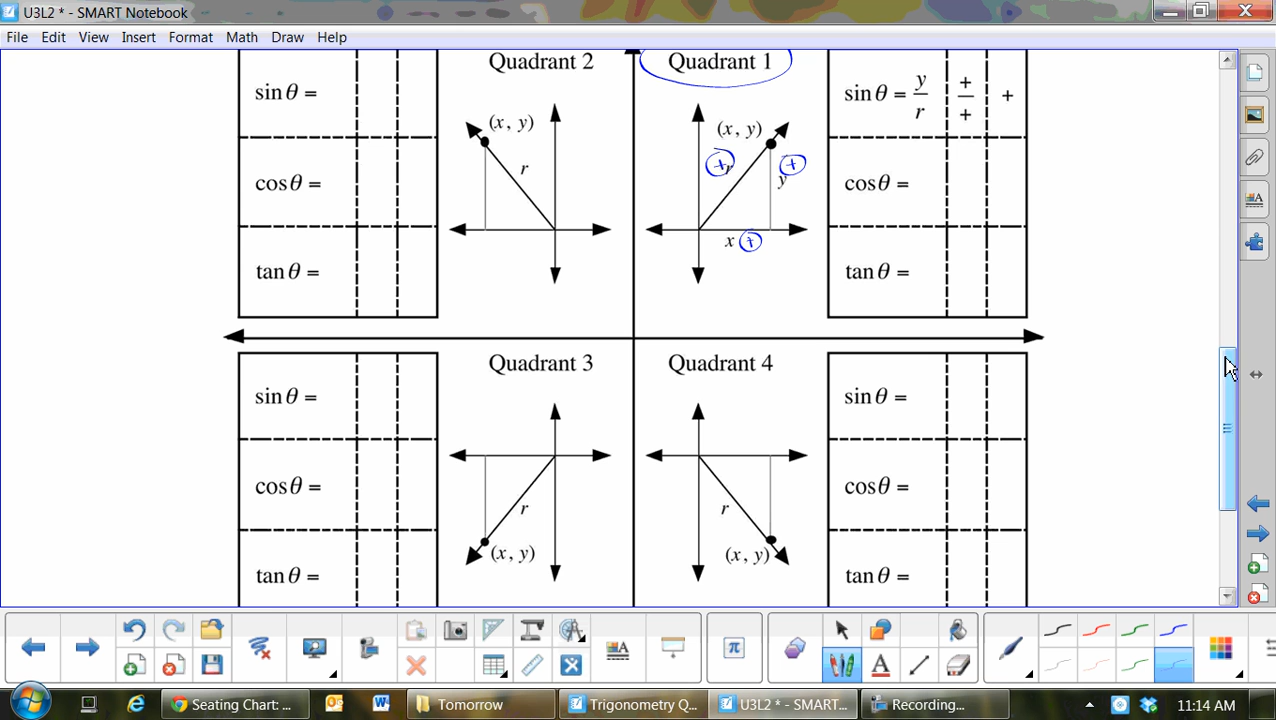 U3L2 * - SMART Notebook
File Edit View Insert Format Math Draw Help
Quadrant 2
Quadrant 1
sin θ =
(x, y)
r
(x, y)
+ r
+
y
x +
sin θ = y/r
+/+
+
cos θ =
cos θ =
tan θ =
tan θ =
Quadrant 3
Quadrant 4
sin θ =
sin θ =
cos θ =
r
r
cos θ =
(x, y)
(x, y)
tan θ =
tan θ =
π
A
Seating Chart: ...
Tomorrow
Trigonometry Q...
U3L2 * - SMART...
Recording...
11:14 AM